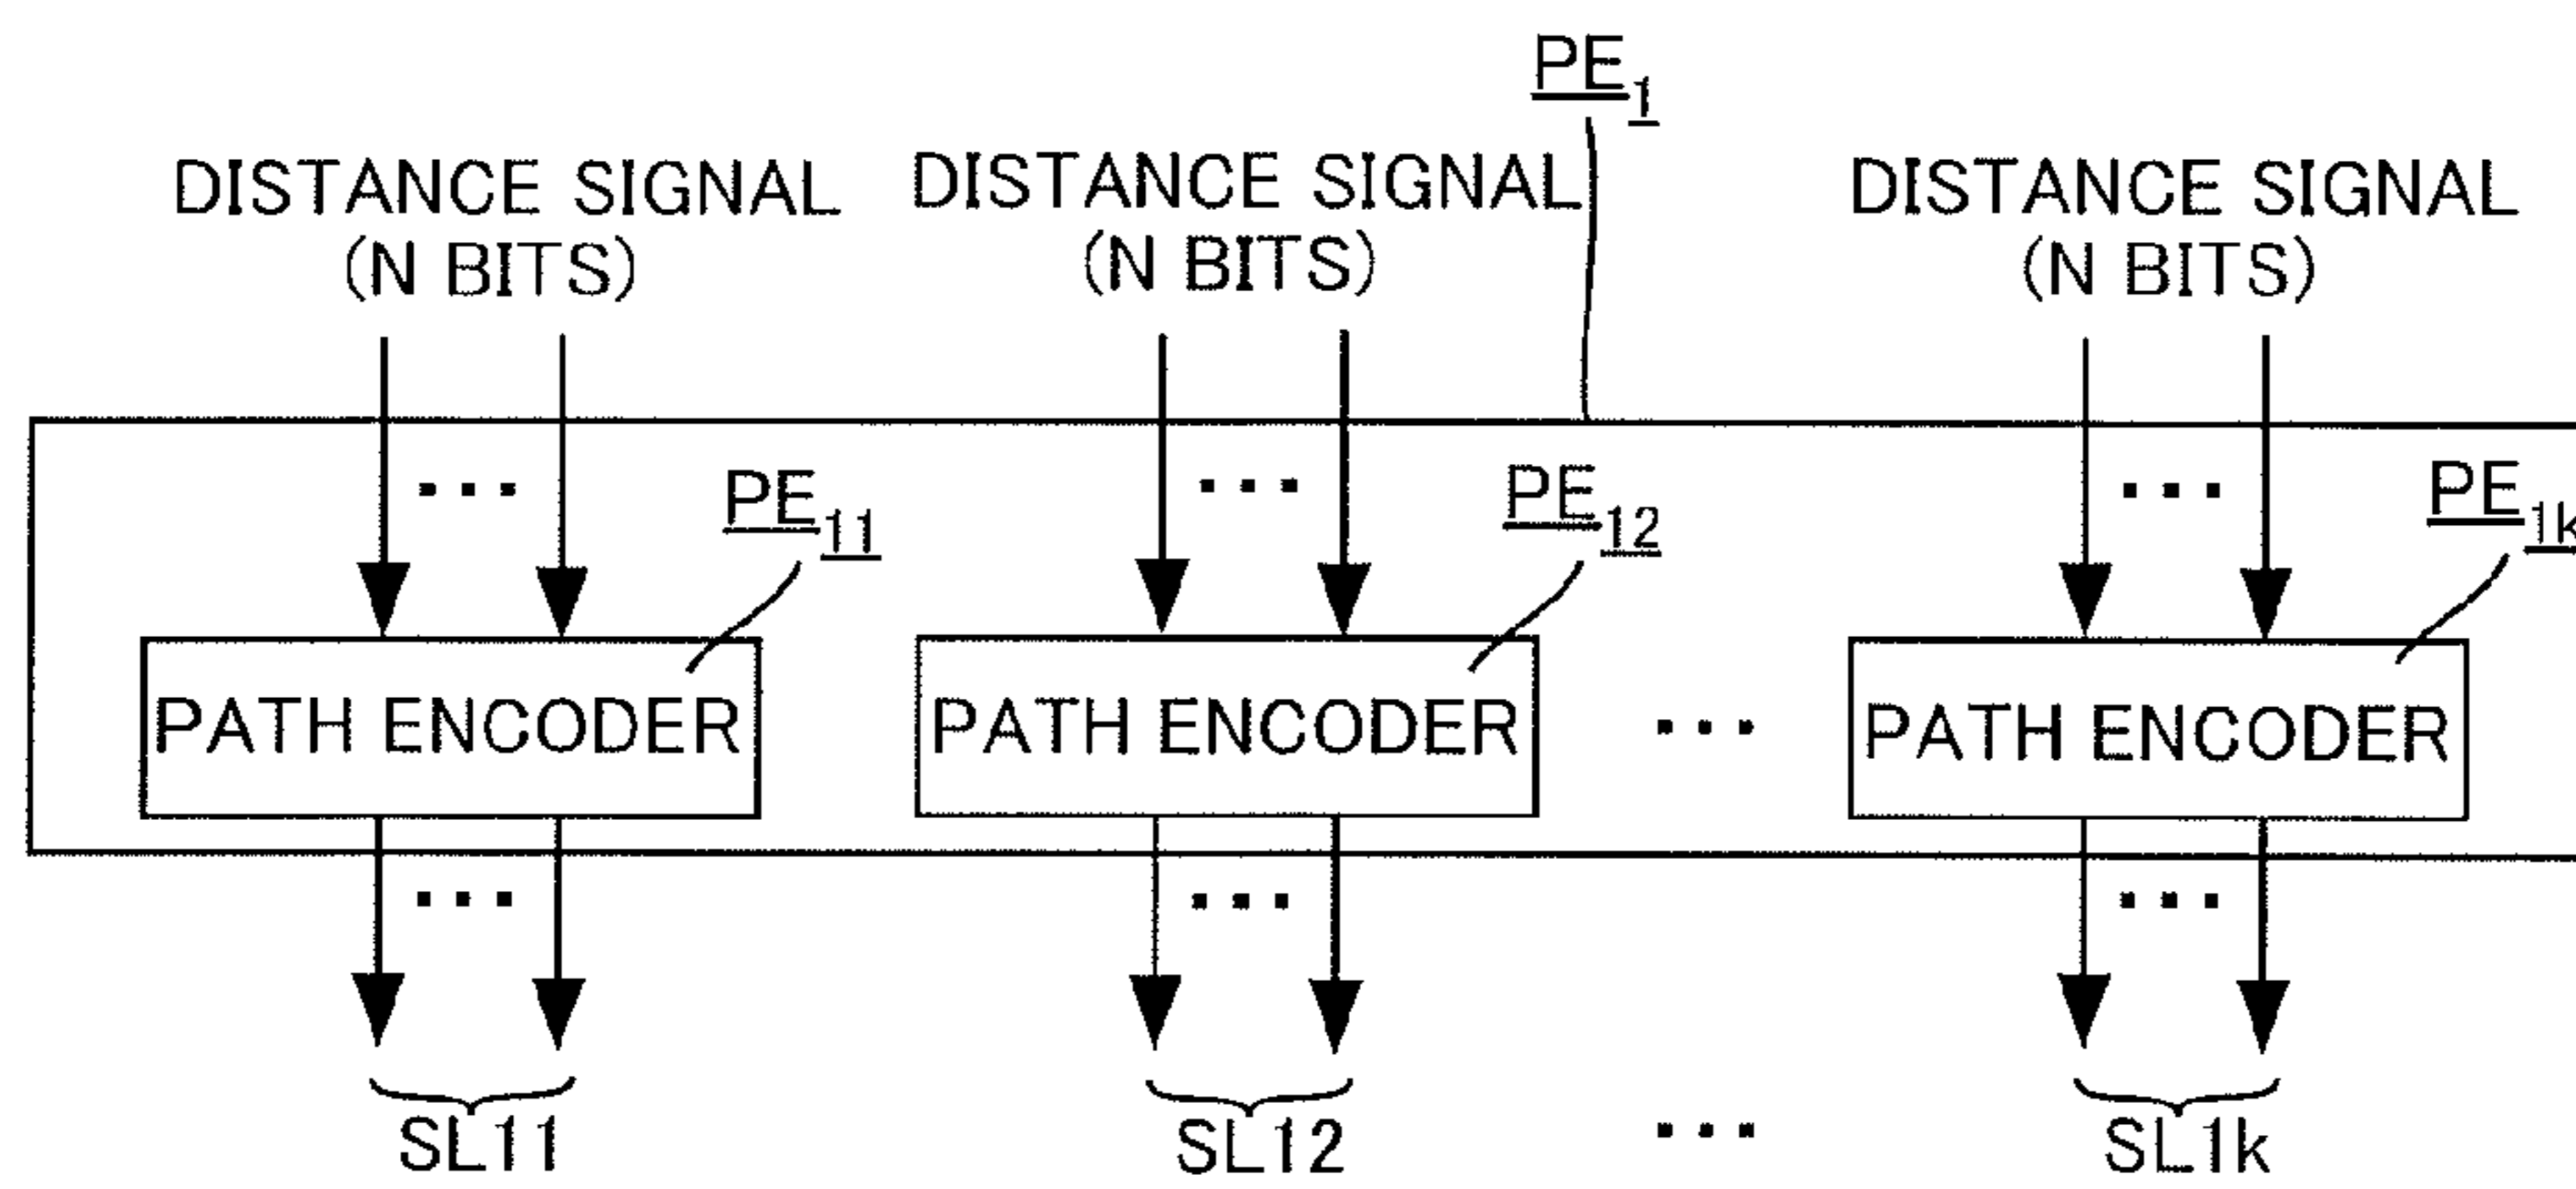 PE1
DISTANCE SIGNAL
(N BITS)
DISTANCE SIGNAL
(N BITS)
DISTANCE SIGNAL
(N BITS)
PE11
PE12
PE1k
PATH ENCODER
PATH ENCODER
...
PATH ENCODER
SL11
SL12
...
SL1k